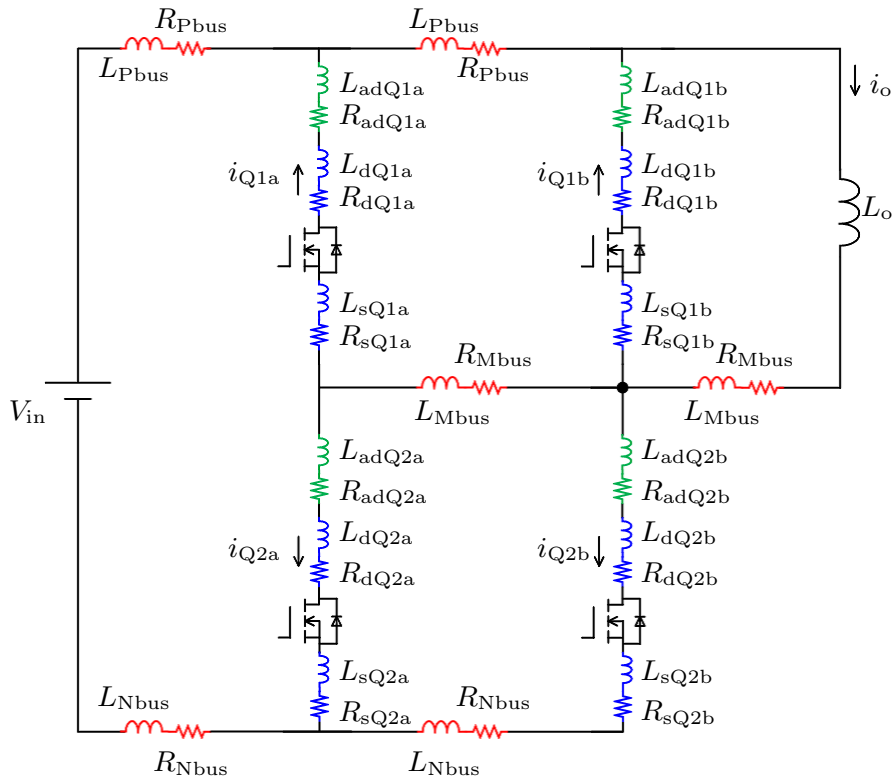 R_Pbus L_Pbus
L_Pbus R_Pbus
L_adQ1a L_adQ1b i_o
R_adQ1a R_adQ1b
i_Q1a L_dQ1a i_Q1b L_dQ1b
R_dQ1a R_dQ1b L_o
L_sQ1a L_sQ1b
R_sQ1a R_sQ1b
R_Mbus R_Mbus
V_in L_Mbus L_Mbus
L_adQ2a L_adQ2b
R_adQ2a R_adQ2b
i_Q2a L_dQ2a i_Q2b L_dQ2b
R_dQ2a R_dQ2b
L_sQ2a L_sQ2b
L_Nbus R_sQ2a R_Nbus R_sQ2b
R_Nbus L_Nbus